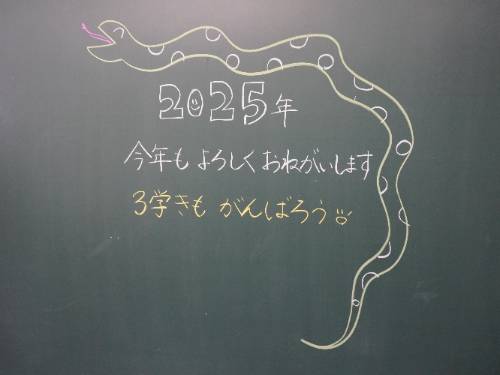 2025年
今年も よろしく おねがいします
3学きも がんばろう